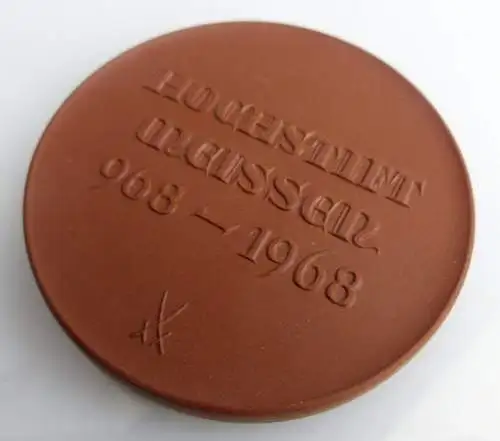 HOCHSTIFT
MEISSEN
968 – 1968